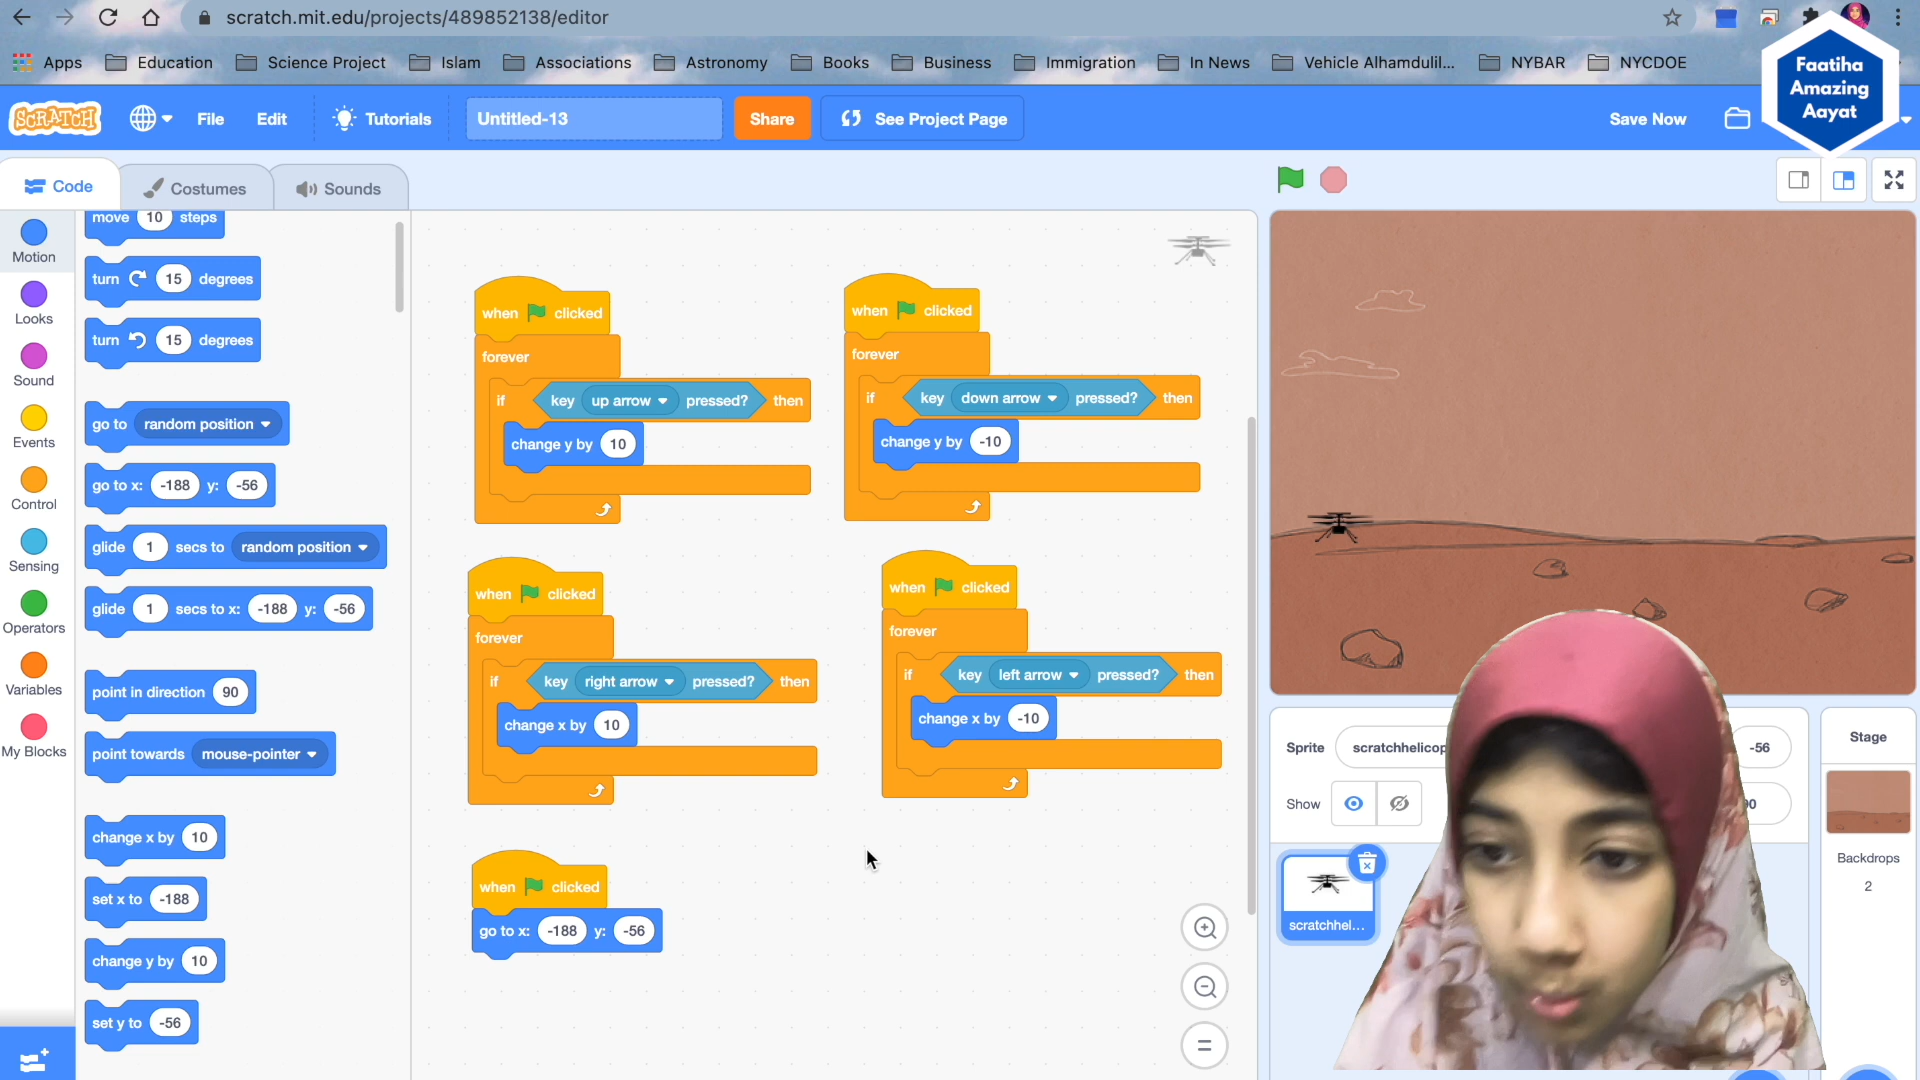 scratch.mit.edu/projects/489852138/editor
Apps Education Science Project Islam Associations Astronomy Books Business Immigration In News Vehicle Alhamdulil... NYBAR NYCDOE
Faatiha
Amazing
Aayat
SCRATCH File Edit Tutorials Untitled-13 Share See Project Page Save Now
Code Costumes Sounds
Motion
Looks
Sound
Events
Control
Sensing
Operators
Variables
My Blocks
move 10 steps
turn 15 degrees
turn 15 degrees
go to random position
go to x: -188 y: -56
glide 1 secs to random position
glide 1 secs to x: -188 y: -56
point in direction 90
point towards mouse-pointer
change x by 10
set x to -188
change y by 10
set y to -56
when clicked
forever
if key up arrow pressed? then
change y by 10
when clicked
forever
if key down arrow pressed? then
change y by -10
when clicked
forever
if key right arrow pressed? then
change x by 10
when clicked
forever
if key left arrow pressed? then
change x by -10
when clicked
go to x: -188 y: -56
Sprite scratchhelicop -56
Show
scratchhel...
Stage
Backdrops
2